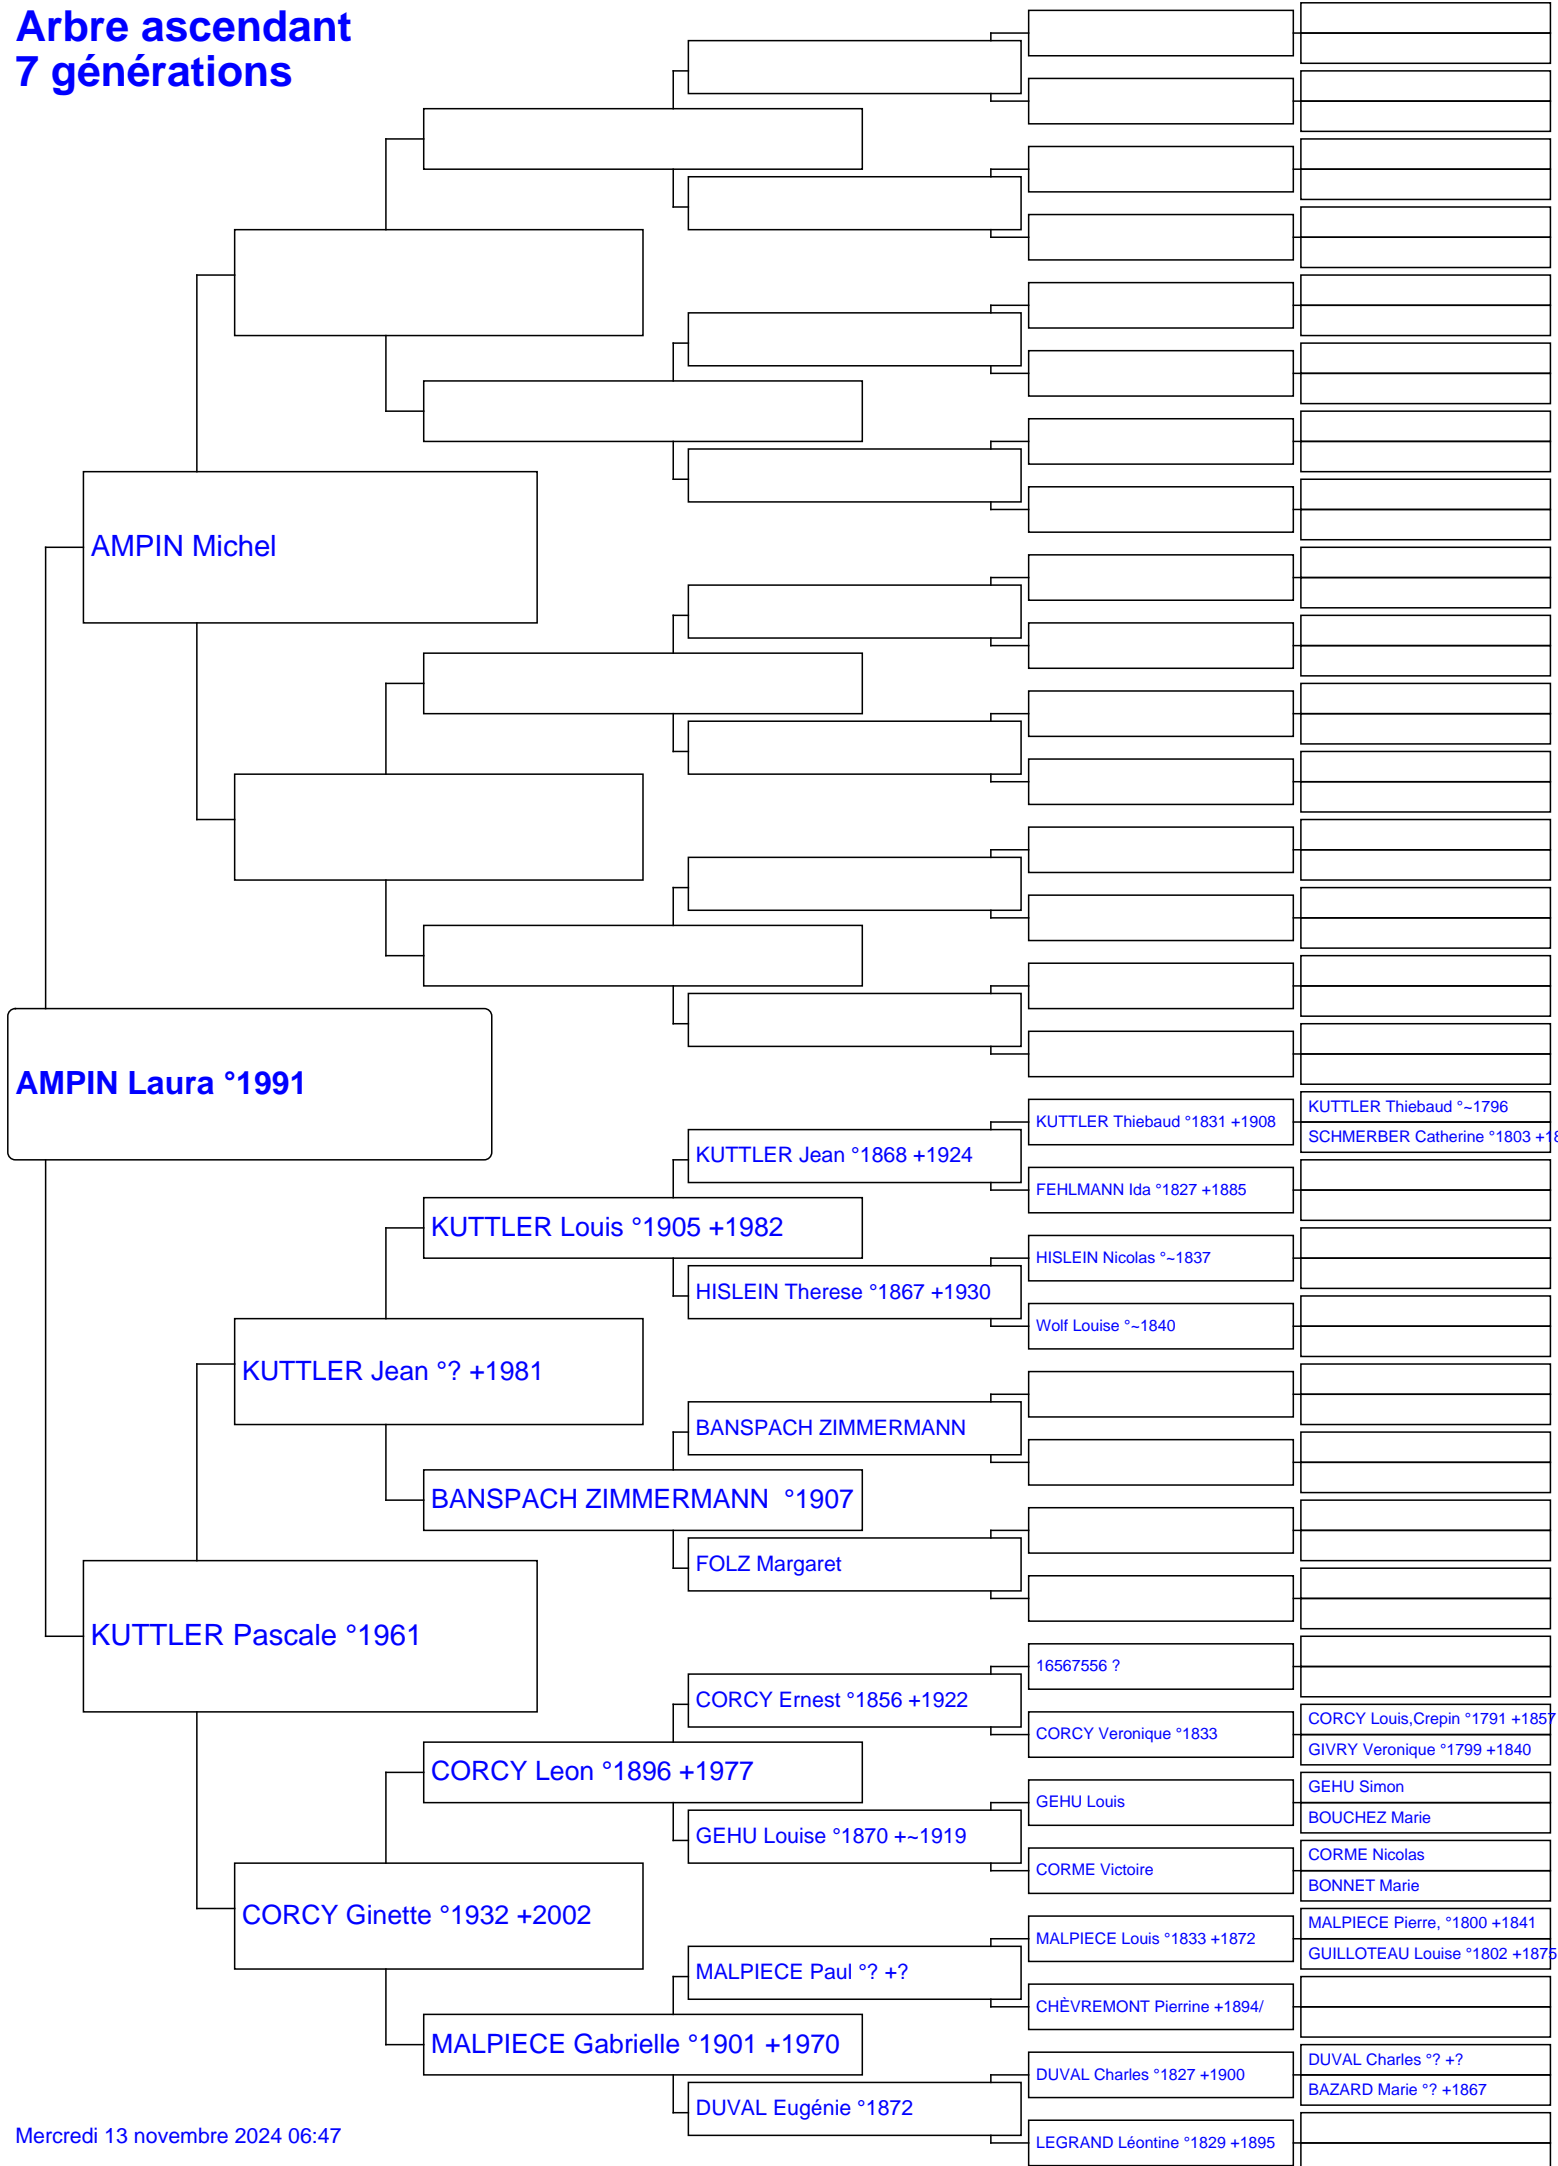 Arbre ascendant
7 générations
AMPIN Michel
AMPIN Laura °1991
KUTTLER Thiebaud °1831 +1908
KUTTLER Thiebaud °~1796
SCHMERBER Catherine °1803 +18
KUTTLER Jean °1868 +1924
FEHLMANN Ida °1827 +1885
KUTTLER Louis °1905 +1982
HISLEIN Nicolas °~1837
HISLEIN Therese °1867 +1930
Wolf Louise °~1840
KUTTLER Jean °? +1981
BANSPACH ZIMMERMANN
BANSPACH ZIMMERMANN  °1907
FOLZ Margaret
KUTTLER Pascale °1961
16567556 ?
CORCY Ernest °1856 +1922
CORCY Veronique °1833
CORCY Louis,Crepin °1791 +1857
GIVRY Veronique °1799 +1840
CORCY Leon °1896 +1977
GEHU Louis
GEHU Simon
BOUCHEZ Marie
GEHU Louise °1870 +~1919
CORME Victoire
CORME Nicolas
BONNET Marie
CORCY Ginette °1932 +2002
MALPIECE Louis °1833 +1872
MALPIECE Pierre, °1800 +1841
GUILLOTEAU Louise °1802 +1875
MALPIECE Paul °? +?
CHÈVREMONT Pierrine +1894/
MALPIECE Gabrielle °1901 +1970
DUVAL Charles °1827 +1900
DUVAL Charles °? +?
BAZARD Marie °? +1867
DUVAL Eugénie °1872
LEGRAND Léontine °1829 +1895
Mercredi 13 novembre 2024 06:47